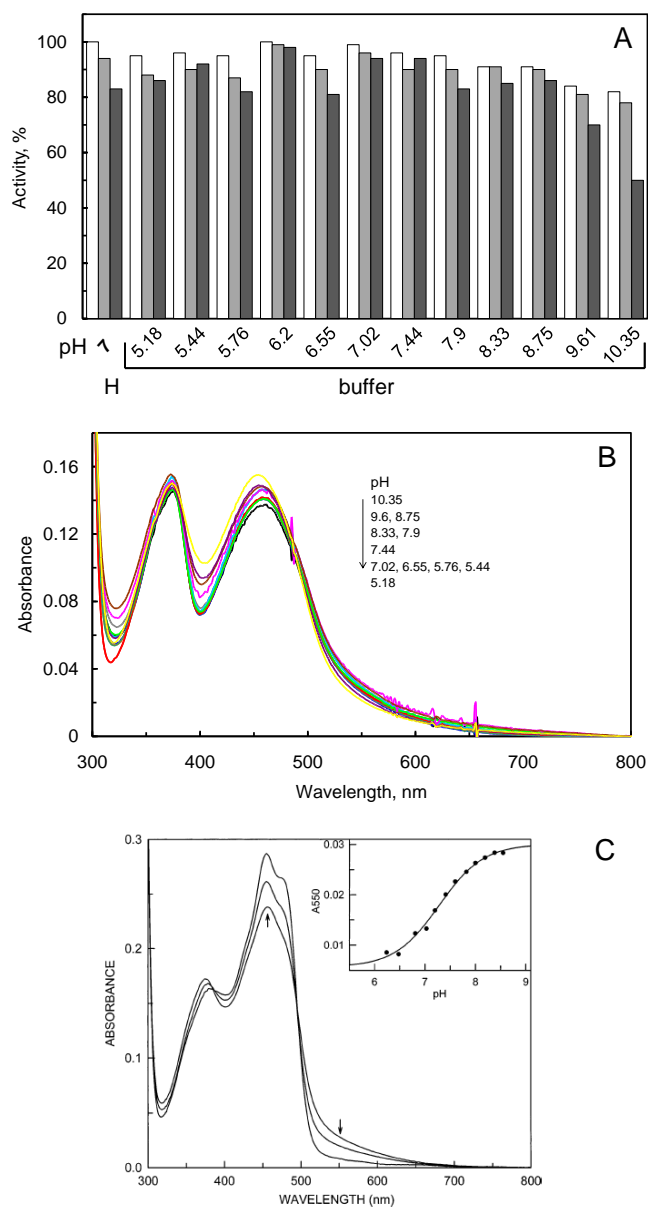 A
Activity, %
100
80
60
40
20
0
pH 7 5.18 5.44 5.76 6.2 6.55 7.02 7.44 7.9 8.33 8.75 9.61 10.35
H buffer
B
Absorbance
0.16
0.12
0.08
0.04
0
pH
10.35
9.6, 8.75
8.33, 7.9
7.44
7.02, 6.55, 5.76, 5.44
5.18
300 400 500 600 700 800
Wavelength, nm
C
ABSORBANCE
0.3
0.2
0.1
0.0
A550
0.03
0.02
0.01
6 7 8 9
pH
300 400 500 600 700 800
WAVELENGTH (nm)